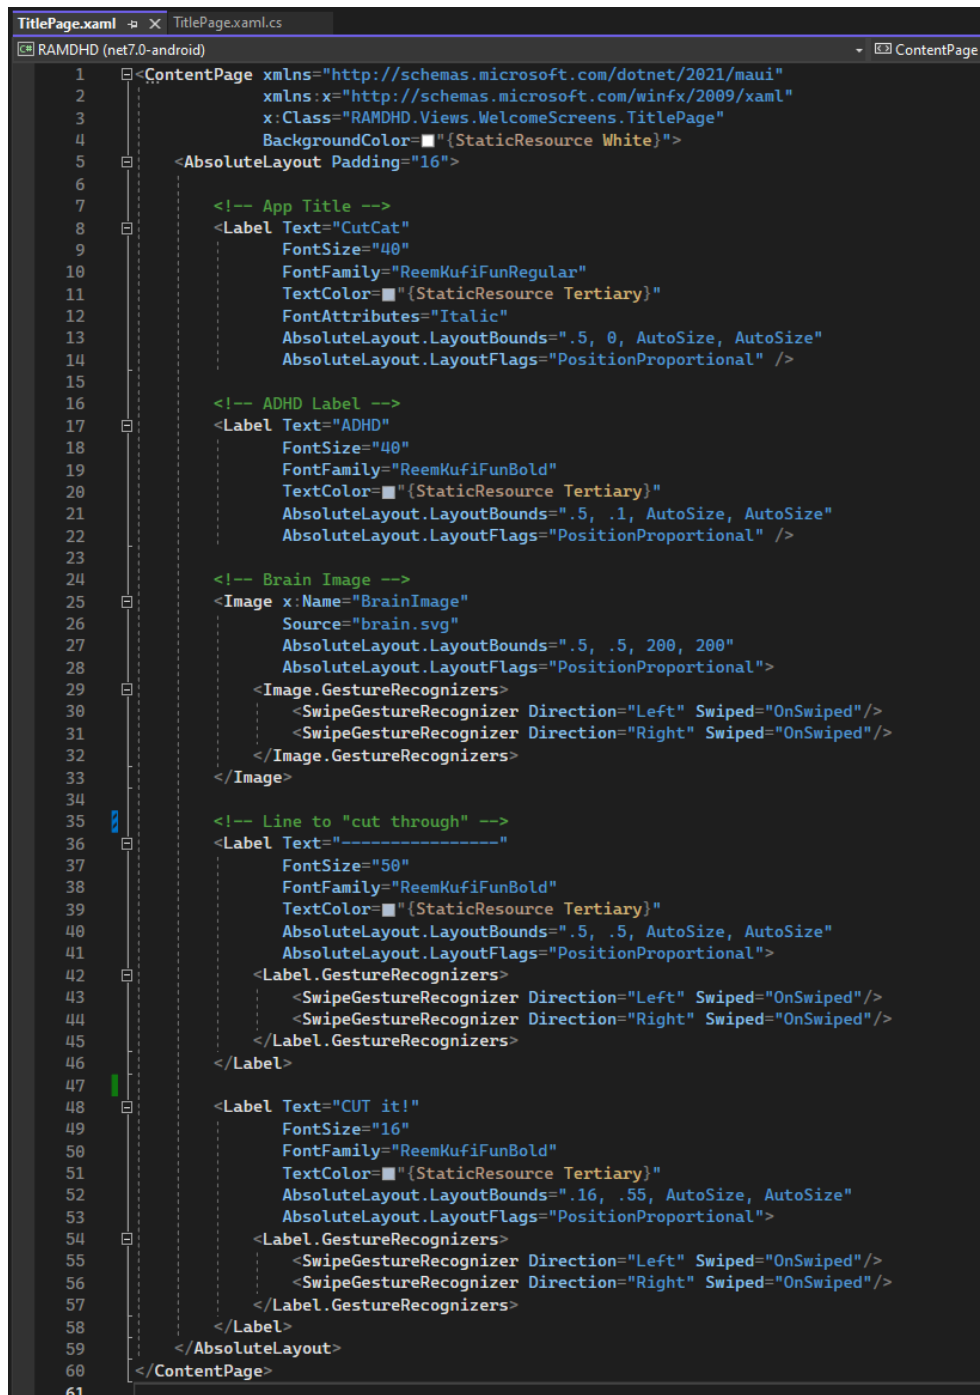 TitlePage.xaml TitlePage.xaml.cs
C# RAMDHD (net7.0-android) ContentPage
1 <ContentPage xmlns="http://schemas.microsoft.com/dotnet/2021/maui"
2 xmlns:x="http://schemas.microsoft.com/winfx/2009/xaml"
3 x:Class="RAMDHD.Views.WelcomeScreens.TitlePage"
4 BackgroundColor="{StaticResource White}">
5 <AbsoluteLayout Padding="16">
6
7 <!-- App Title -->
8 <Label Text="CutCat"
9 FontSize="40"
10 FontFamily="ReemKufiFunRegular"
11 TextColor="{StaticResource Tertiary}"
12 FontAttributes="Italic"
13 AbsoluteLayout.LayoutBounds=".5, 0, AutoSize, AutoSize"
14 AbsoluteLayout.LayoutFlags="PositionProportional" />
15
16 <!-- ADHD Label -->
17 <Label Text="ADHD"
18 FontSize="40"
19 FontFamily="ReemKufiFunBold"
20 TextColor="{StaticResource Tertiary}"
21 AbsoluteLayout.LayoutBounds=".5, .1, AutoSize, AutoSize"
22 AbsoluteLayout.LayoutFlags="PositionProportional" />
23
24 <!-- Brain Image -->
25 <Image x:Name="BrainImage"
26 Source="brain.svg"
27 AbsoluteLayout.LayoutBounds=".5, .5, 200, 200"
28 AbsoluteLayout.LayoutFlags="PositionProportional">
29 <Image.GestureRecognizers>
30 <SwipeGestureRecognizer Direction="Left" Swiped="OnSwiped"/>
31 <SwipeGestureRecognizer Direction="Right" Swiped="OnSwiped"/>
32 </Image.GestureRecognizers>
33 </Image>
34
35 <!-- Line to "cut through" -->
36 <Label Text="----------------"
37 FontSize="50"
38 FontFamily="ReemKufiFunBold"
39 TextColor="{StaticResource Tertiary}"
40 AbsoluteLayout.LayoutBounds=".5, .5, AutoSize, AutoSize"
41 AbsoluteLayout.LayoutFlags="PositionProportional">
42 <Label.GestureRecognizers>
43 <SwipeGestureRecognizer Direction="Left" Swiped="OnSwiped"/>
44 <SwipeGestureRecognizer Direction="Right" Swiped="OnSwiped"/>
45 </Label.GestureRecognizers>
46 </Label>
47
48 <Label Text="CUT it!"
49 FontSize="16"
50 FontFamily="ReemKufiFunBold"
51 TextColor="{StaticResource Tertiary}"
52 AbsoluteLayout.LayoutBounds=".16, .55, AutoSize, AutoSize"
53 AbsoluteLayout.LayoutFlags="PositionProportional">
54 <Label.GestureRecognizers>
55 <SwipeGestureRecognizer Direction="Left" Swiped="OnSwiped"/>
56 <SwipeGestureRecognizer Direction="Right" Swiped="OnSwiped"/>
57 </Label.GestureRecognizers>
58 </Label>
59 </AbsoluteLayout>
60 </ContentPage>
61